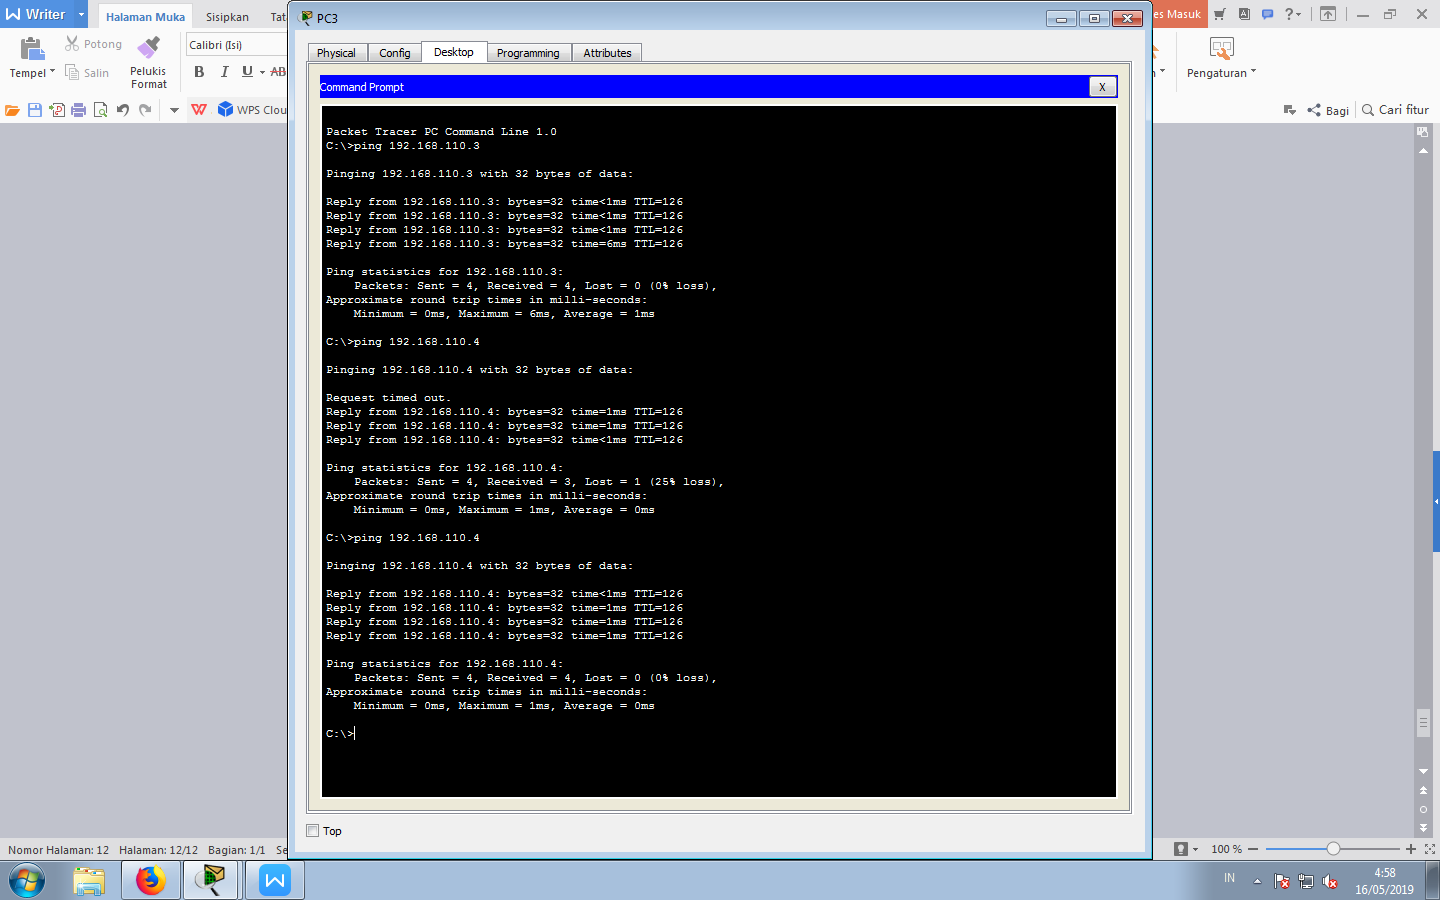 Writer
Halaman Muka
Sisipkan
PC3
Masuk
Tempel
Potong
Salin
Pelukis
Format
Calibri (Isi)
B I U AB
Pengaturan
WPS Clou
Bagi
Cari fitur
Physical
Config
Desktop
Programming
Attributes
Command Prompt
X
Packet Tracer PC Command Line 1.0
C:\>ping 192.168.110.3
Pinging 192.168.110.3 with 32 bytes of data:
Reply from 192.168.110.3: bytes=32 time<1ms TTL=126
Reply from 192.168.110.3: bytes=32 time<1ms TTL=126
Reply from 192.168.110.3: bytes=32 time<1ms TTL=126
Reply from 192.168.110.3: bytes=32 time=6ms TTL=126
Ping statistics for 192.168.110.3:
Packets: Sent = 4, Received = 4, Lost = 0 (0% loss),
Approximate round trip times in milli-seconds:
Minimum = 0ms, Maximum = 6ms, Average = 1ms
C:\>ping 192.168.110.4
Pinging 192.168.110.4 with 32 bytes of data:
Request timed out.
Reply from 192.168.110.4: bytes=32 time=1ms TTL=126
Reply from 192.168.110.4: bytes=32 time=1ms TTL=126
Reply from 192.168.110.4: bytes=32 time<1ms TTL=126
Ping statistics for 192.168.110.4:
Packets: Sent = 4, Received = 3, Lost = 1 (25% loss),
Approximate round trip times in milli-seconds:
Minimum = 0ms, Maximum = 1ms, Average = 0ms
C:\>ping 192.168.110.4
Pinging 192.168.110.4 with 32 bytes of data:
Reply from 192.168.110.4: bytes=32 time<1ms TTL=126
Reply from 192.168.110.4: bytes=32 time=1ms TTL=126
Reply from 192.168.110.4: bytes=32 time=1ms TTL=126
Reply from 192.168.110.4: bytes=32 time=1ms TTL=126
Ping statistics for 192.168.110.4:
Packets: Sent = 4, Received = 4, Lost = 0 (0% loss),
Approximate round trip times in milli-seconds:
Minimum = 0ms, Maximum = 1ms, Average = 0ms
C:\>
Top
Nomor Halaman: 12 Halaman: 12/12 Bagian: 1/1
100 %
IN
4:58
16/05/2019